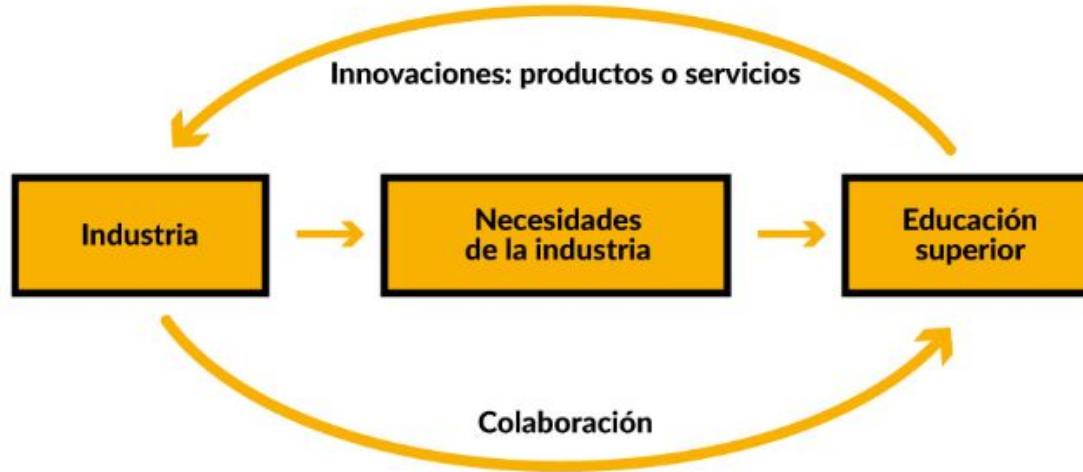 Innovaciones: productos o servicios
Industria
Necesidades
de la industria
Educación
superior
Colaboración